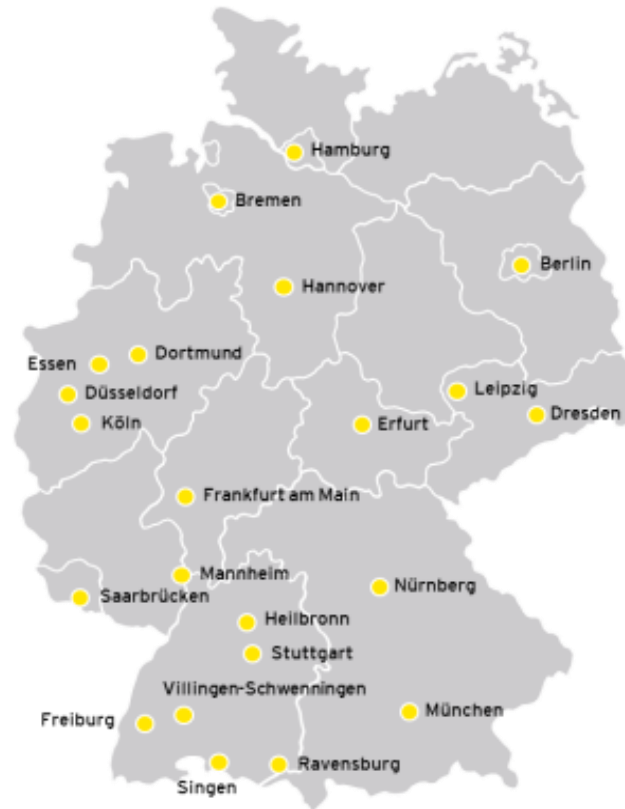 Hamburg
Bremen
Berlin
Hannover
Dortmund
Essen
Düsseldorf
Leipzig
Köln
Erfurt
Dresden
Frankfurt am Main
Mannheim
Nürnberg
Saarbrücken
Heilbronn
Stuttgart
Villingen-Schwenningen
München
Freiburg
Ravensburg
Singen